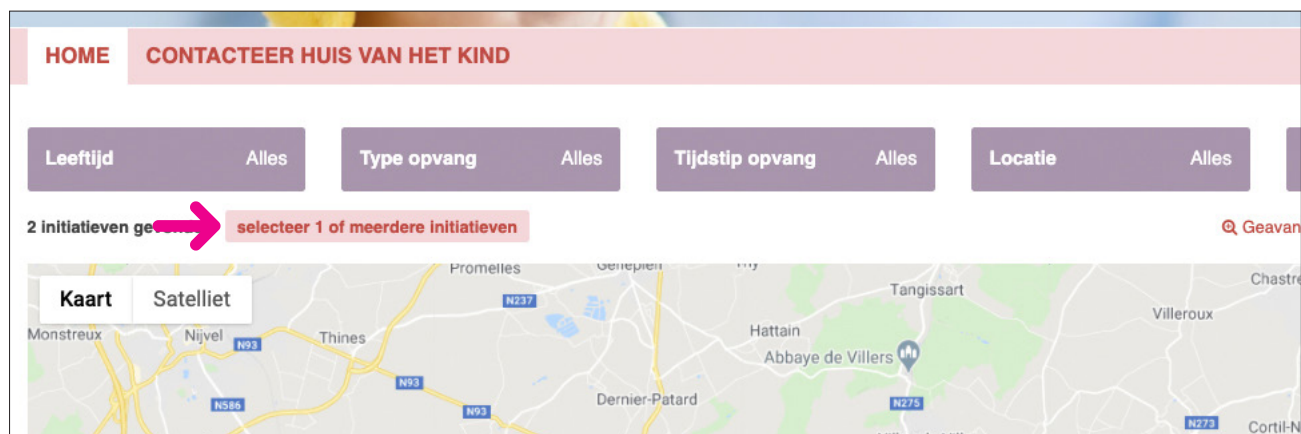 HOME CONTACTEER HUIS VAN HET KIND
Leeftijd Alles Type opvang Alles Tijdstip opvang Alles Locatie Alles
2 initiatieven selecteer 1 of meerdere initiatieven
Kaart Satelliet
Promelles
Tangissart
Chastre
N237
Villeroux
Monstreux Nijvel N93 Thines
Hattain
Abbaye de Villers
N93
N586
N93
Dernier-Patard
N275
N273